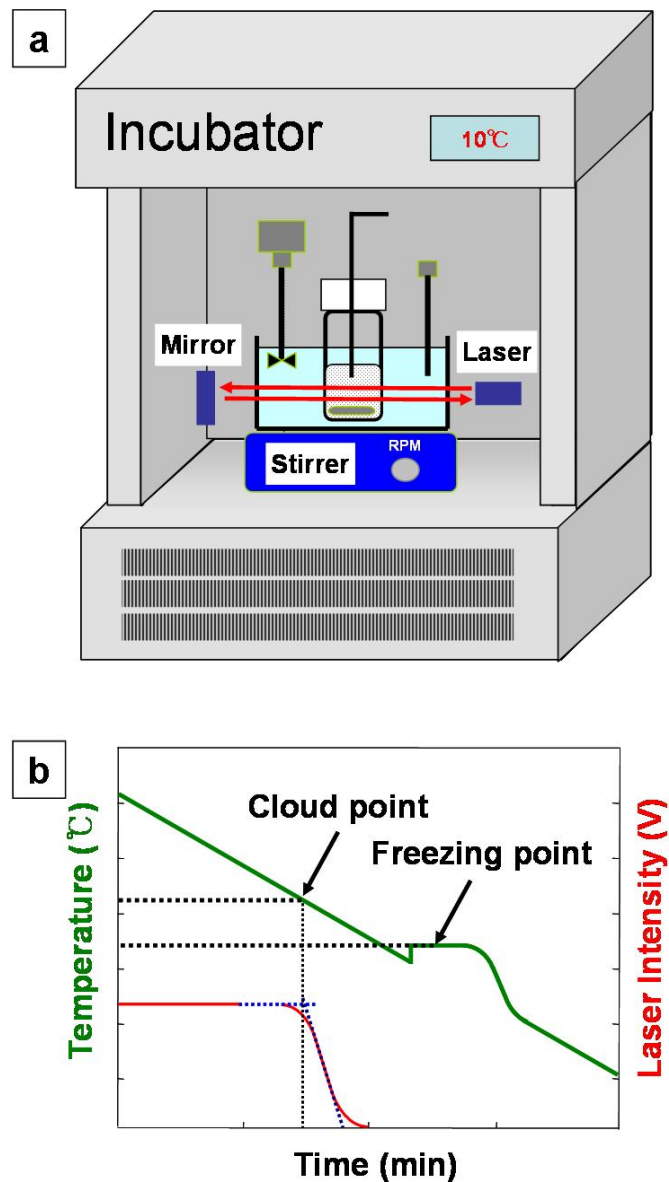 a
Incubator
10℃
Mirror
Laser
RPM
Stirrer
b
Temperature (℃)
Cloud point
Freezing point
Laser Intensity (V)
Time (min)